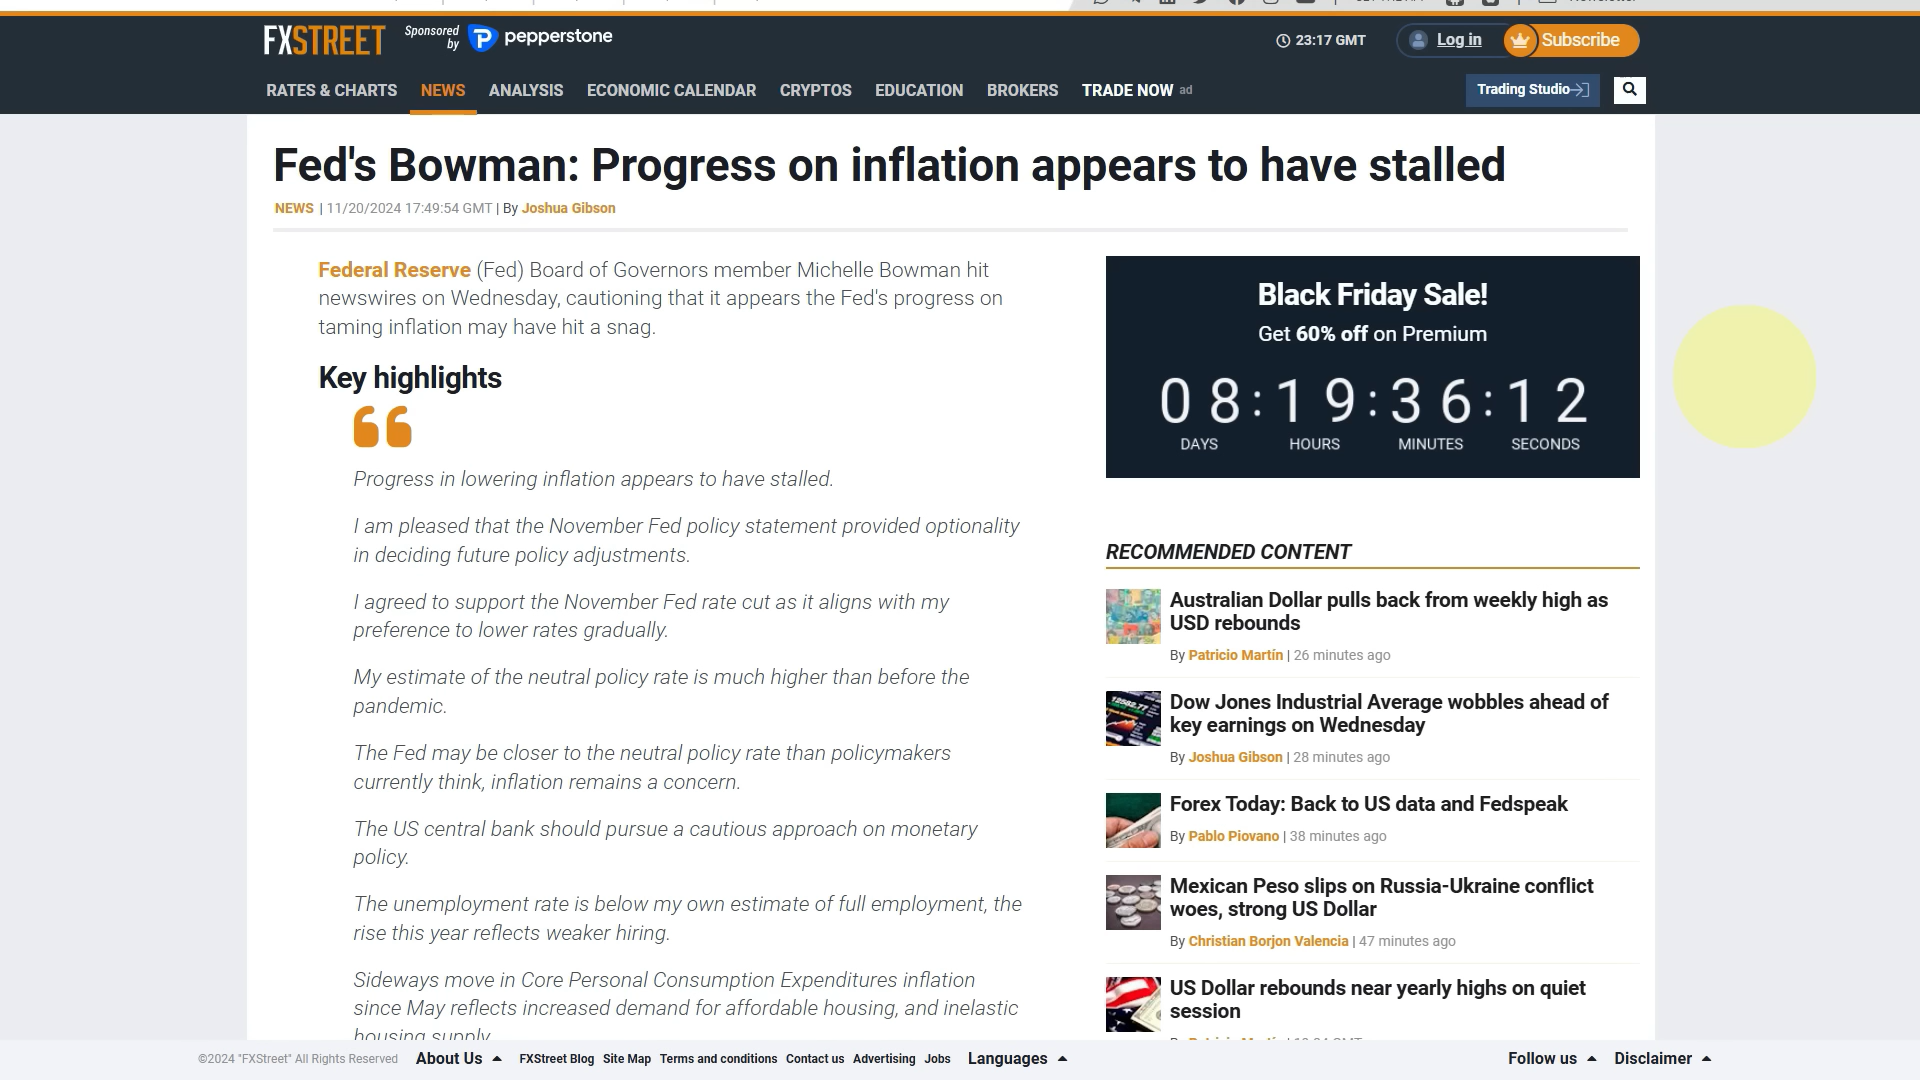 FXSTREET
Sponsored
by
pepperstone
23:17 GMT
Log in
Subscribe
RATES & CHARTS
NEWS
ANALYSIS
ECONOMIC CALENDAR
CRYPTOS
EDUCATION
BROKERS
TRADE NOW ad
Trading Studio
Fed's Bowman: Progress on inflation appears to have stalled
NEWS | 11/20/2024 17:49:54 GMT | By Joshua Gibson
Federal Reserve (Fed) Board of Governors member Michelle Bowman hit
newswires on Wednesday, cautioning that it appears the Fed's progress on
taming inflation may have hit a snag.
Key highlights
Progress in lowering inflation appears to have stalled.
I am pleased that the November Fed policy statement provided optionality
in deciding future policy adjustments.
I agreed to support the November Fed rate cut as it aligns with my
preference to lower rates gradually.
My estimate of the neutral policy rate is much higher than before the
pandemic.
The Fed may be closer to the neutral policy rate than policymakers
currently think, inflation remains a concern.
The US central bank should pursue a cautious approach on monetary
policy.
The unemployment rate is below my own estimate of full employment, the
rise this year reflects weaker hiring.
Sideways move in Core Personal Consumption Expenditures inflation
since May reflects increased demand for affordable housing, and inelastic
housing supply
Black Friday Sale!
Get 60% off on Premium
08:19:36:12
DAYS HOURS MINUTES SECONDS
RECOMMENDED CONTENT
Australian Dollar pulls back from weekly high as
USD rebounds
By Patricio Martín | 26 minutes ago
Dow Jones Industrial Average wobbles ahead of
key earnings on Wednesday
By Joshua Gibson | 28 minutes ago
Forex Today: Back to US data and Fedspeak
By Pablo Piovano | 38 minutes ago
Mexican Peso slips on Russia-Ukraine conflict
woes, strong US Dollar
By Christian Borjon Valencia | 47 minutes ago
US Dollar rebounds near yearly highs on quiet
session
©2024 "FXStreet" All Rights Reserved
About Us
FXStreet Blog
Site Map
Terms and conditions
Contact us
Advertising
Jobs
Languages
Follow us
Disclaimer